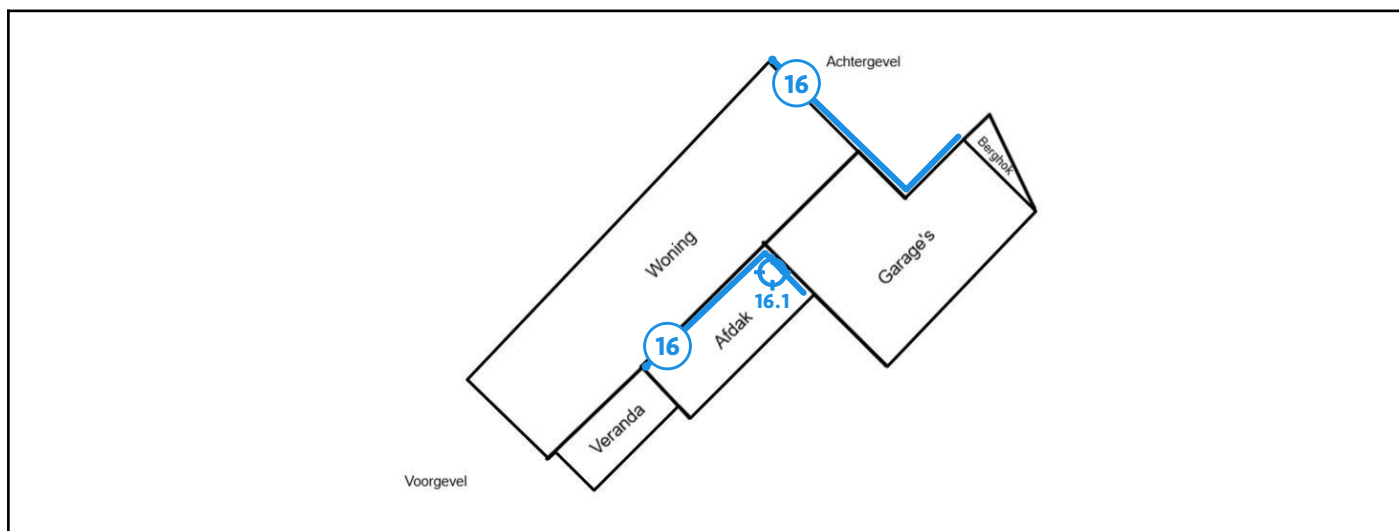 Achtergevel
16
Berghok
Woning
Garage's
16.1
Afdak
16
Veranda
Voorgevel